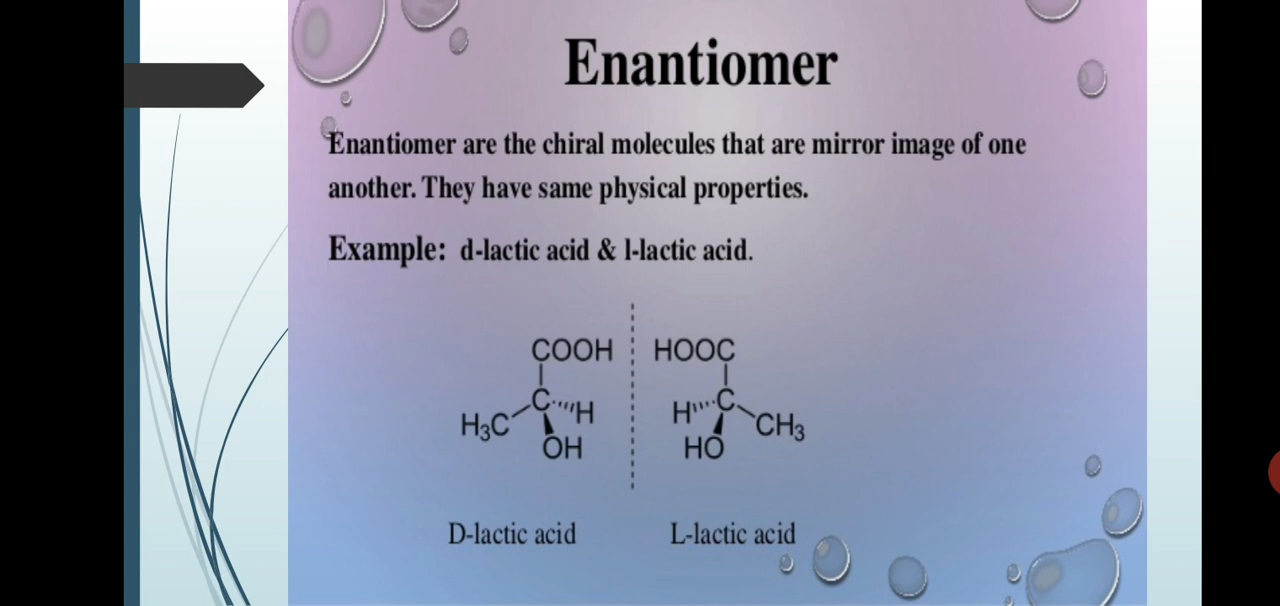 Enantiomer
Enantiomer are the chiral molecules that are mirror image of one
another. They have same physical properties.
Example: d-lactic acid & l-lactic acid.
COOH HOOC
C H H C
H3C CH3
OH HO
D-lactic acid L-lactic acid